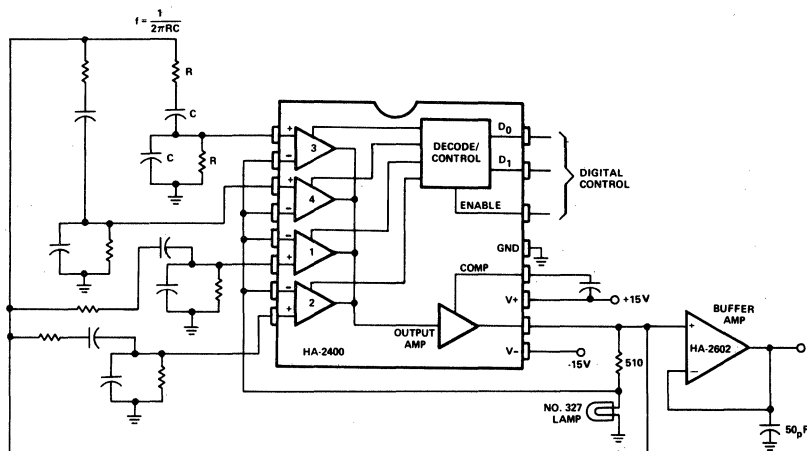 f = 1
2πRC
R
C
C
R
+
−
3
+
−
4
−
+
1
−
+
2
DECODE/
CONTROL
D0
D1
ENABLE
DIGITAL
CONTROL
GND
COMP
V+
+15V
OUTPUT
AMP
HA-2400
V−
-15V
510
NO. 327
LAMP
BUFFER
AMP
+
−
HA-2602
50pF